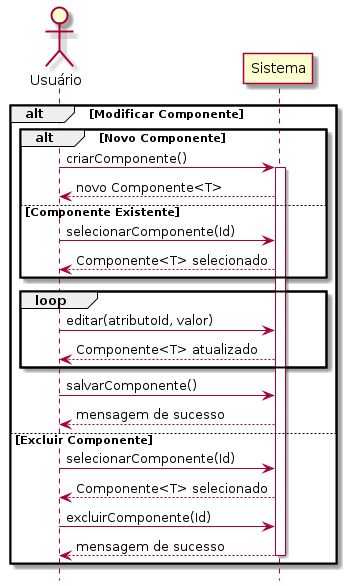 Usuário
Sistema
alt [Modificar Componente]
alt [Novo Componente]
criarComponente()
novo Componente<T>
[Componente Existente]
selecionarComponente(Id)
Componente<T> selecionado
loop
editar(atributoId, valor)
Componente<T> atualizado
salvarComponente()
mensagem de sucesso
[Excluir Componente]
selecionarComponente(Id)
Componente<T> selecionado
excluirComponente(Id)
mensagem de sucesso